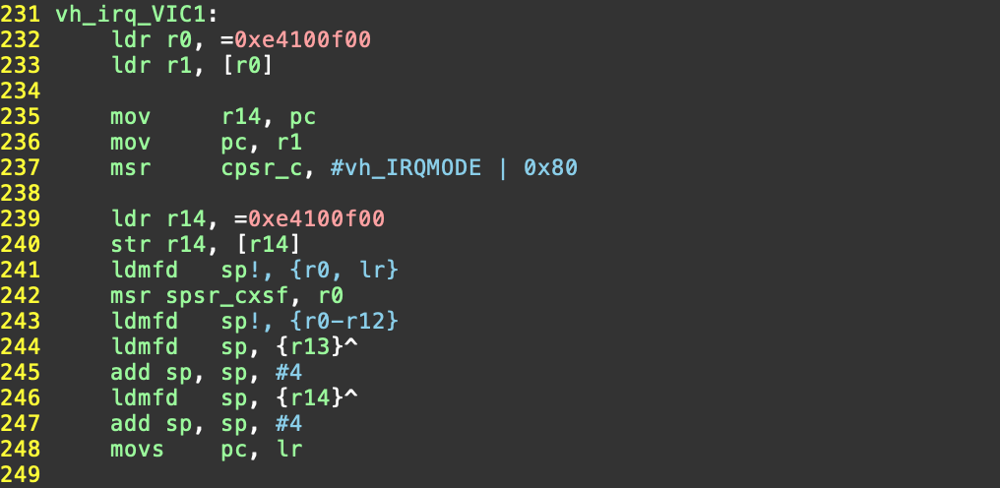 231 vh_irq_VIC1:
232     ldr r0, =0xe4100f00
233     ldr r1, [r0]
234
235     mov     r14, pc
236     mov     pc, r1
237     msr     cpsr_c, #vh_IRQMODE | 0x80
238
239     ldr r14, =0xe4100f00
240     str r14, [r14]
241     ldmfd   sp!, {r0, lr}
242     msr spsr_cxsf, r0
243     ldmfd   sp!, {r0-r12}
244     ldmfd   sp, {r13}^
245     add sp, sp, #4
246     ldmfd   sp, {r14}^
247     add sp, sp, #4
248     movs    pc, lr
249